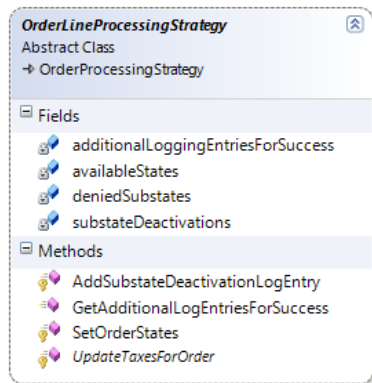 OrderLineProcessingStrategy
Abstract Class
OrderProcessingStrategy
Fields
additionalLoggingEntriesForSuccess
availableStates
deniedSubstates
substateDeactivations
Methods
AddSubstateDeactivationLogEntry
GetAdditionalLogEntriesForSuccess
SetOrderStates
UpdateTaxesForOrder